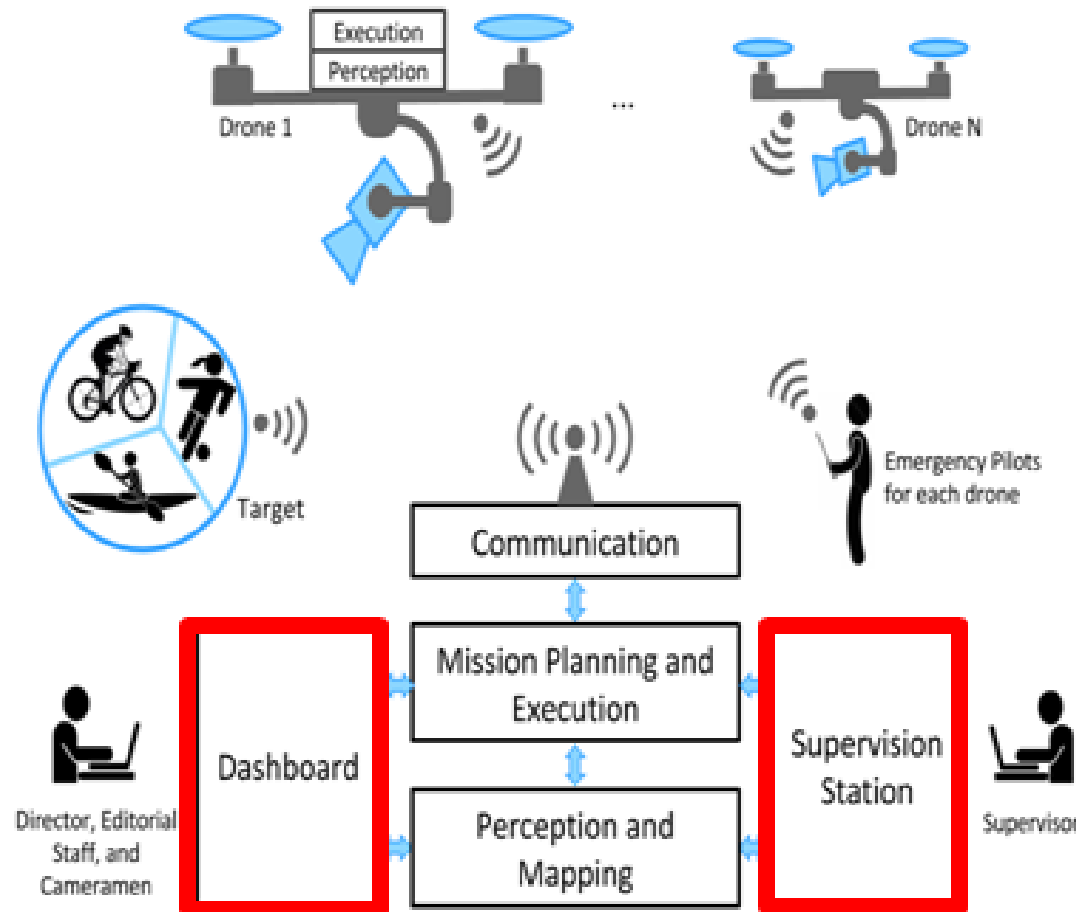 Execution
Perception
Drone 1
...
Drone N
Target
Emergency Pilots
for each drone
Communication
Mission Planning and
Execution
Dashboard
Supervision
Station
Director, Editorial
Staff, and
Cameramen
Perception and
Mapping
Supervisor